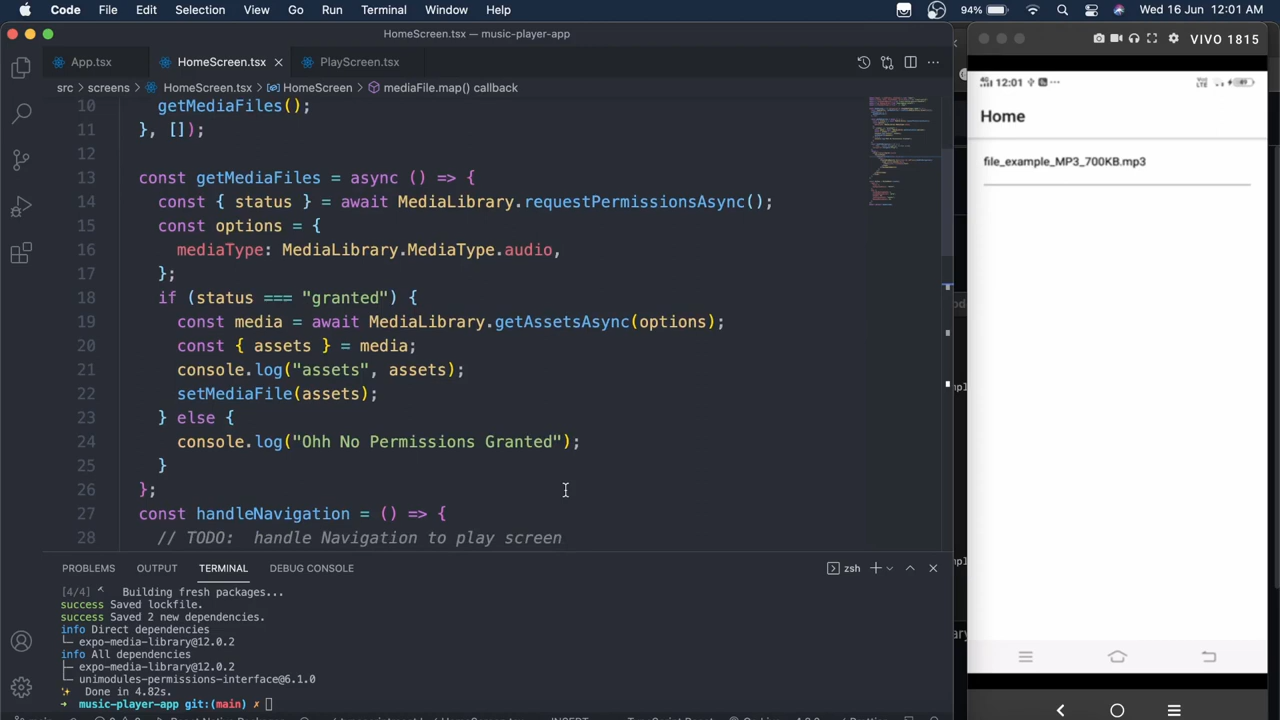 Code File Edit Selection View Go Run Terminal Window Help 94% Wed 16 Jun 12:01 AM
HomeScreen.tsx — music-player-app
VIVO 1815
App.tsx HomeScreen.tsx PlayScreen.tsx
src > screens > HomeScreen.tsx > HomeScreen > mediaFile.map() callback
10 getMediaFiles();
11 }, []);
12
13 const getMediaFiles = async () => {
14 const { status } = await MediaLibrary.requestPermissionsAsync();
15 const options = {
16 mediaType: MediaLibrary.MediaType.audio,
17 };
18 if (status === "granted") {
19 const media = await MediaLibrary.getAssetsAsync(options);
20 const { assets } = media;
21 console.log("assets", assets);
22 setMediaFile(assets);
23 } else {
24 console.log("Ohh No Permissions Granted");
25 }
26 };
27 const handleNavigation = () => {
28 // TODO: handle Navigation to play screen
PROBLEMS OUTPUT TERMINAL DEBUG CONSOLE zsh
[4/4] Building fresh packages...
success Saved lockfile.
success Saved 2 new dependencies.
info Direct dependencies
└─ expo-media-library@12.0.2
info All dependencies
├─ expo-media-library@12.0.2
└─ unimodules-permissions-interface@6.1.0
✨ Done in 4.82s.
→ music-player-app git:(main) ✗
12:01
Home
file_example_MP3_700KB.mp3